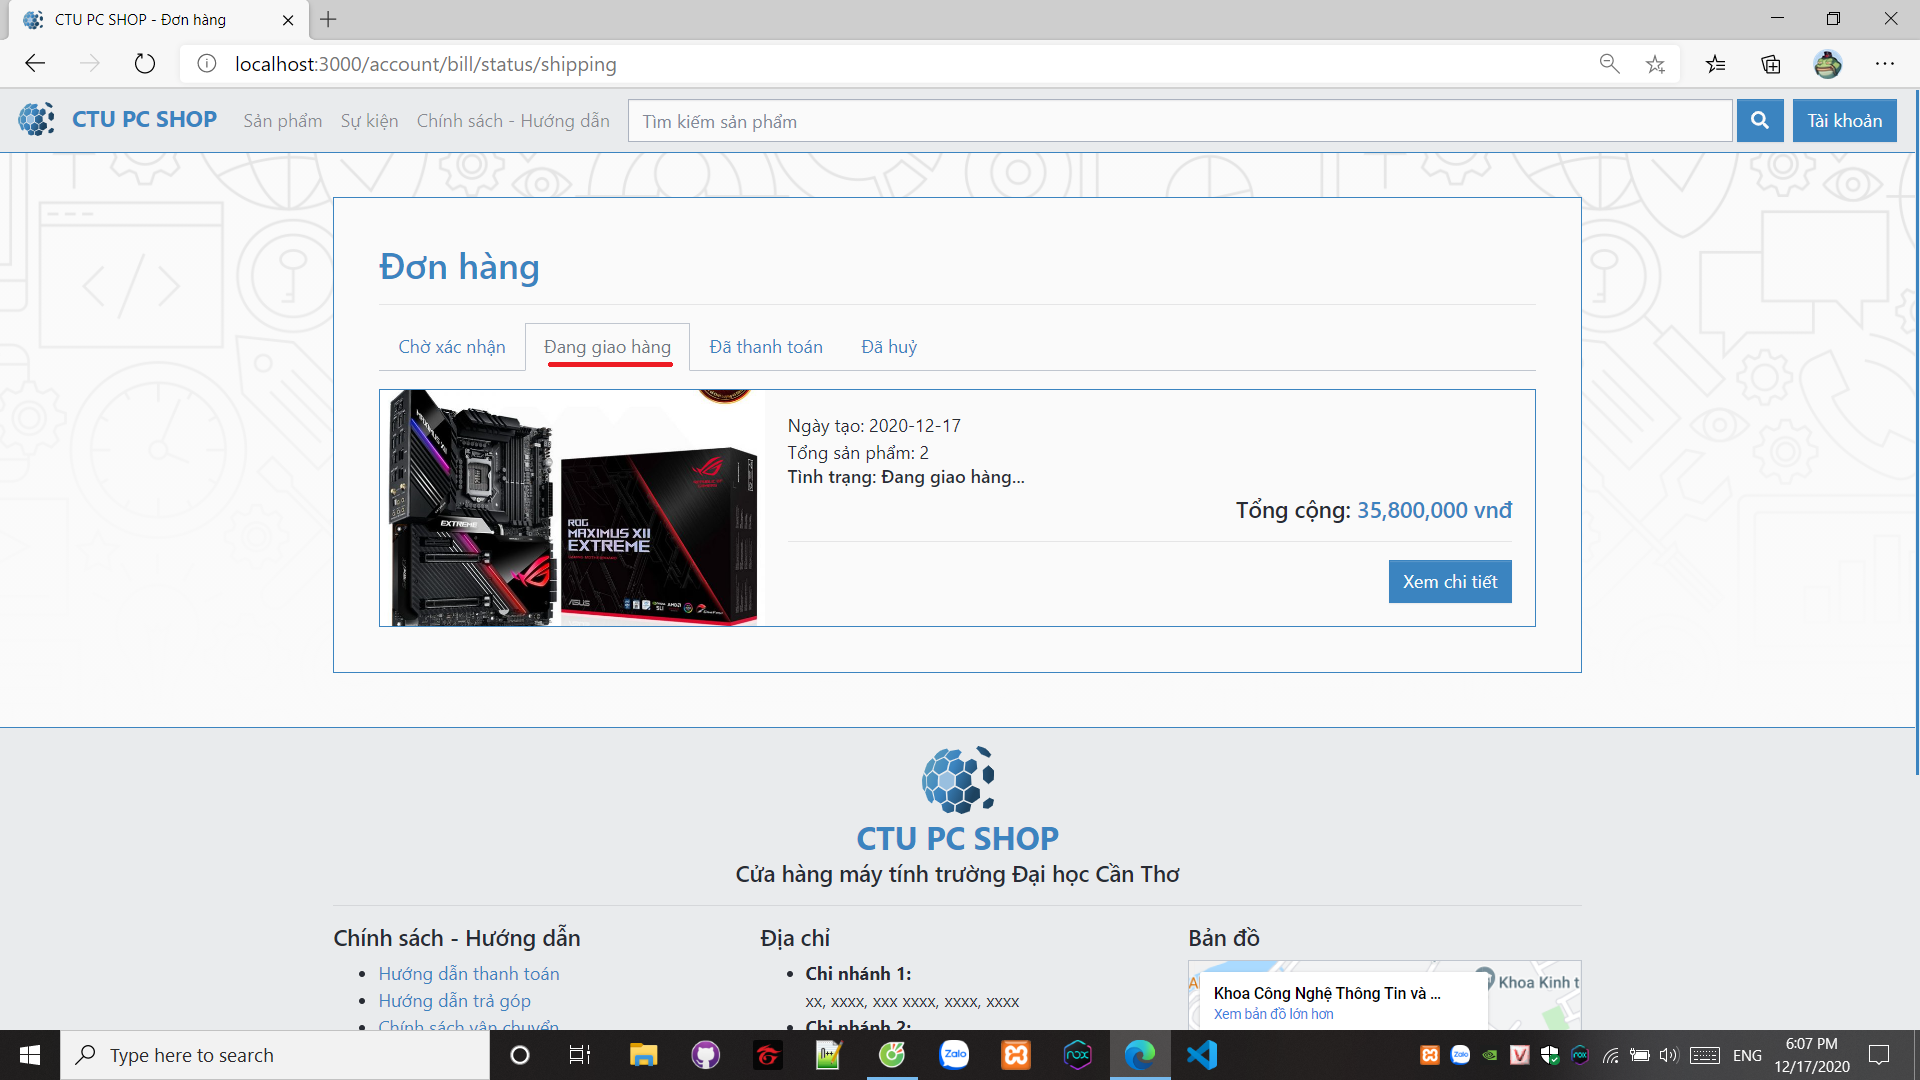 CTU PC SHOP - Đơn hàng
localhost:3000/account/bill/status/shipping
CTU PC SHOP
Sản phẩm
Sự kiện
Chính sách - Hướng dẫn
Tìm kiếm sản phẩm
Tài khoản
Đơn hàng
Chờ xác nhận
Đang giao hàng
Đã thanh toán
Đã huỷ
EXTREME
ROG
MAXIMUS XII
EXTREME
Ngày tạo: 2020-12-17
Tổng sản phẩm: 2
Tình trạng: Đang giao hàng...
Tổng cộng: 35,800,000 vnđ
Xem chi tiết
CTU PC SHOP
Cửa hàng máy tính trường Đại học Cần Thơ
Chính sách - Hướng dẫn
Hướng dẫn thanh toán
Hướng dẫn trả góp
Chính sách vận chuyển
Địa chỉ
Chi nhánh 1:
xx, xxxx, xxx xxxx, xxxx, xxxx
Chi nhánh 2:
Bản đồ
Khoa Công Nghệ Thông Tin và ...
Xem bản đồ lớn hơn
Khoa Kinh t
Type here to search
Zalo
nox
ENG
6:07 PM
12/17/2020